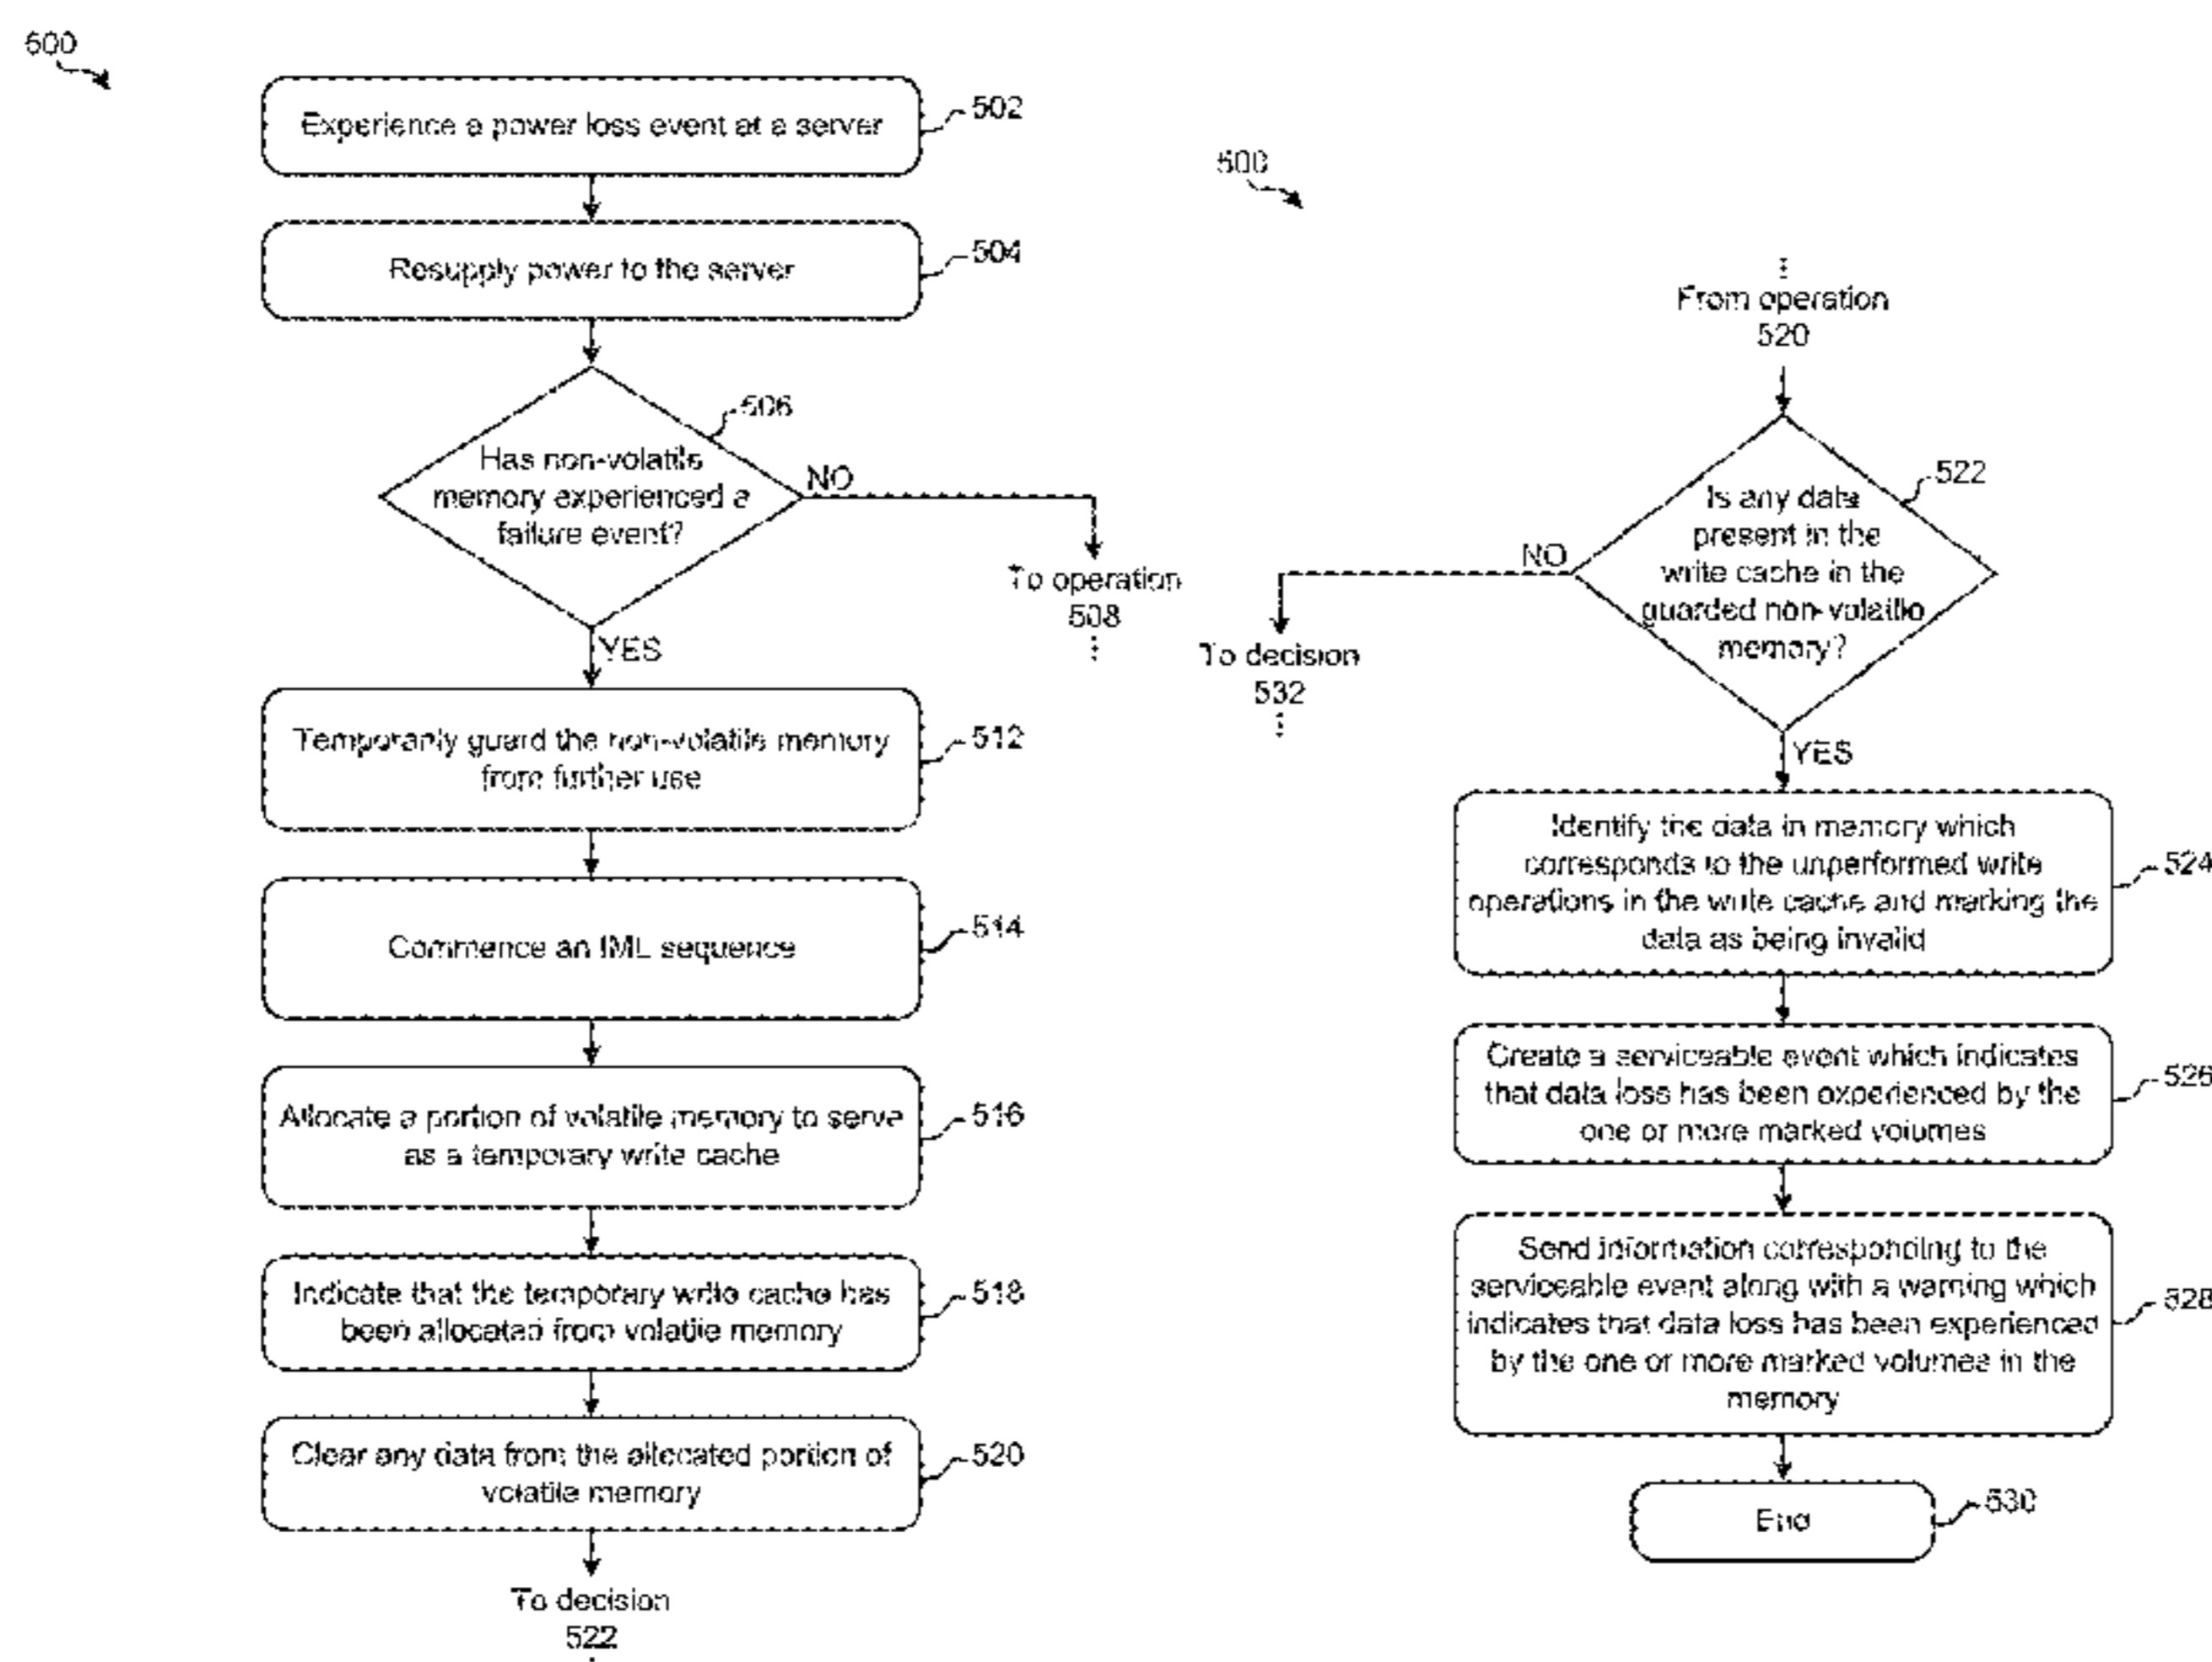 500
Experience a power loss event at a server
502
Resupply power to the server
504
506
Has non-volatile
memory experienced a
failure event?
NO
To operation
508
YES
Temporarily guard the non-volatile memory
from further use
512
Commence an IML sequence
514
Allocate a portion of volatile memory to serve
as a temporary write cache
516
Indicate that the temporary write cache has
been allocated from volatile memory
518
Clear any data from the allocated portion of
volatile memory
520
To decision
522
500
From operation
520
522
Is any data
present in the
write cache in the
guarded non-volatile
memory?
NO
To decision
532
YES
Identify the data in memory which
corresponds to the unperformed write
operations in the write cache and marking the
data as being invalid
524
Create a serviceable event which indicates
that data loss has been experienced by the
one or more marked volumes
526
Send information corresponding to the
serviceable event along with a warning which
indicates that data loss has been experienced
by the one or more marked volumes in the
memory
528
End
530